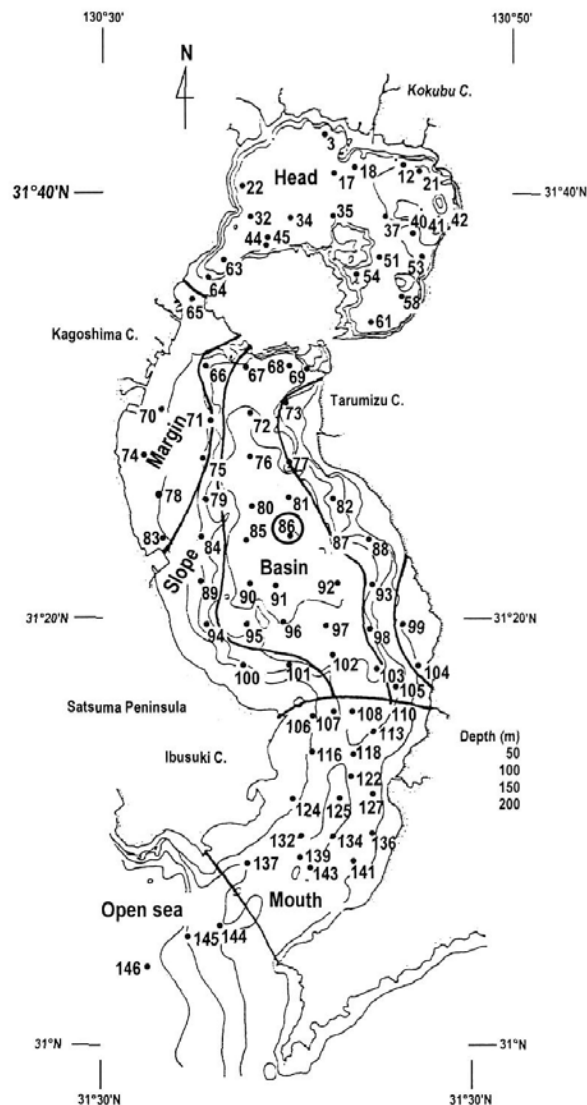 130°30' 130°50'
N
Kokubu C.
3
Head 17 18 12 21
31°40'N 31°40'N
22
32 34 35 37 40 41 42
44 45
63 51 53
54
64 58
65
61
Kagoshima C.
66 67 68 69
Tarumizu C.
70 71 72 73
Margin
74 75 76 77
78 79 80 81 82
83 84 85 86 87 88
Slope
Basin
89 90 91 92 93
31°20'N 31°20'N
94 95 96 97 98 99
100 101 102 103 104
105
Satsuma Peninsula
106 107 108 110
113
Depth (m)
Ibusuki C.
50
116 118
100
122
150
124 125 127
200
132 134 136
137 139 141
143
Mouth
Open sea
144
145
146
31°N 31°N
31°30' 31°50'